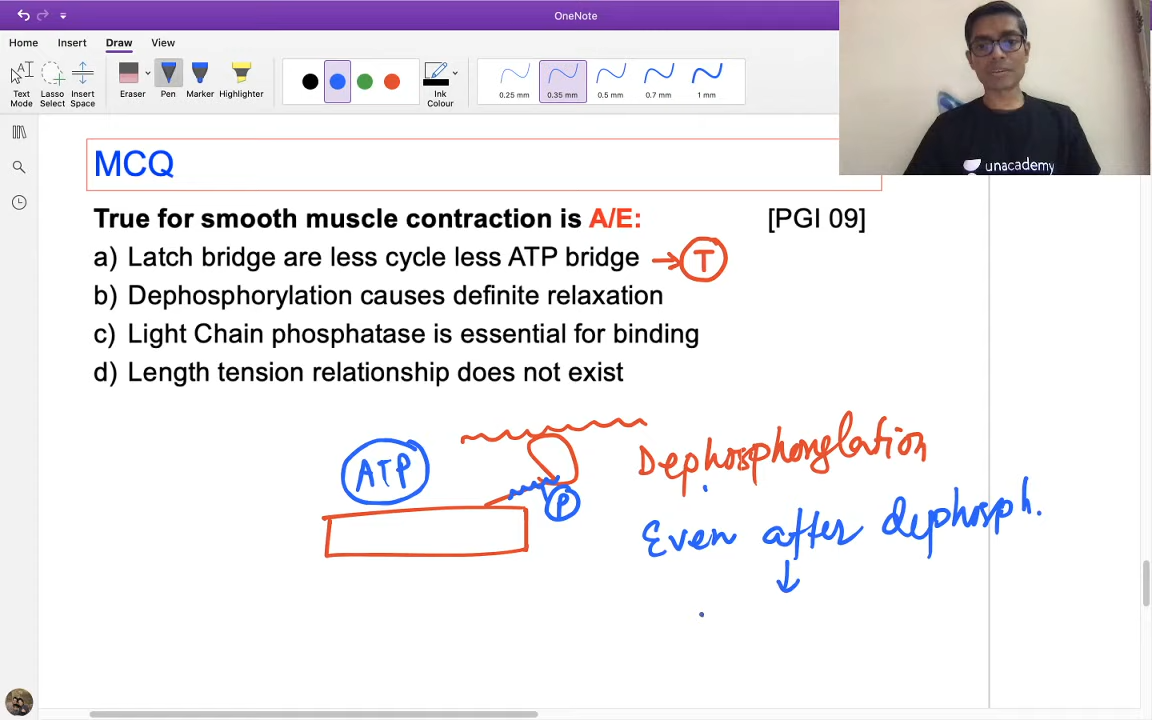 OneNote
Home Insert Draw View
Text Mode Lasso Select Insert Space Eraser Pen Marker Highlighter Ink Colour 0.25 mm 0.35 mm 0.5 mm 0.7 mm 1 mm
unacademy
MCQ
True for smooth muscle contraction is A/E: [PGI 09]
a) Latch bridge are less cycle less ATP bridge → T
b) Dephosphorylation causes definite relaxation
c) Light Chain phosphatase is essential for binding
d) Length tension relationship does not exist
Dephosphorylation
ATP
P
Even after dephosph.
↓